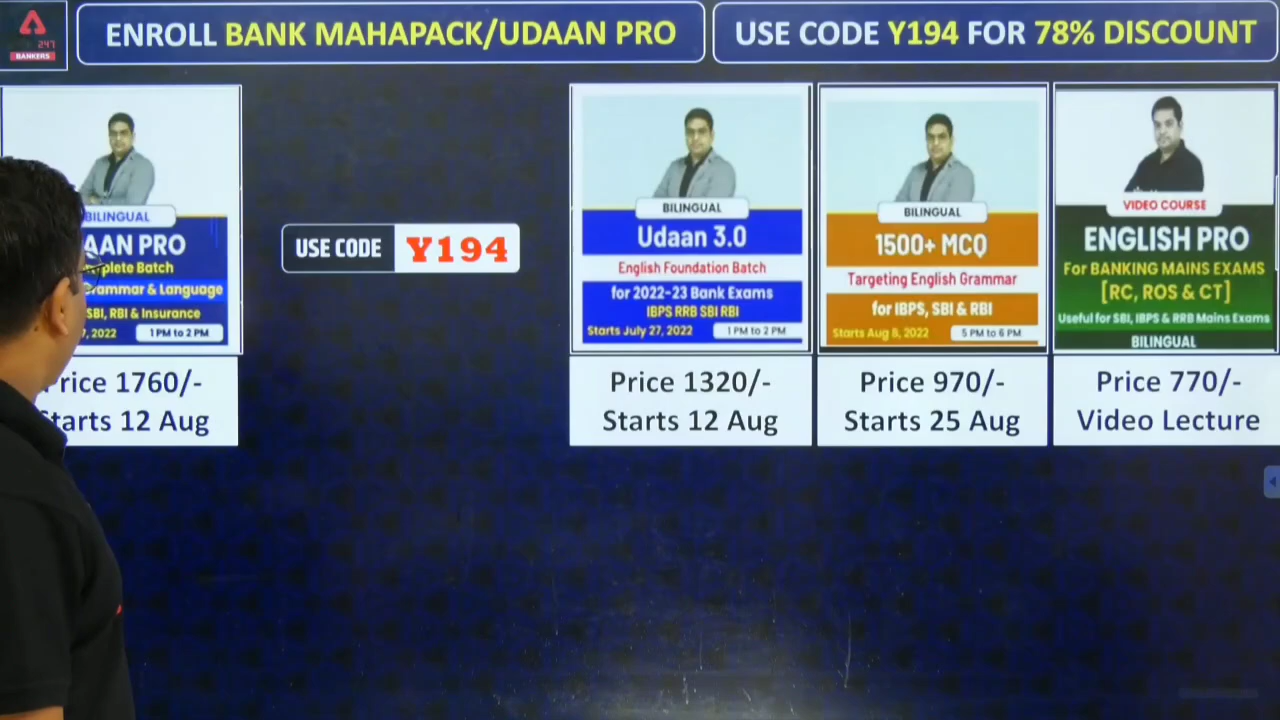 247
BANKERS
ENROLL BANK MAHAPACK/UDAAN PRO
USE CODE Y194 FOR 78% DISCOUNT
BILINGUAL
PRO
Batch
Grammar & Language
SBI, RBI & Insurance
2022
1 PM to 2 PM
Price 1760/-
Starts 12 Aug
USE CODE Y194
BILINGUAL
Udaan 3.0
English Foundation Batch
for 2022-23 Bank Exams
IBPS RRB SBI RBI
Starts July 27, 2022
1 PM to 2 PM
Price 1320/-
Starts 12 Aug
BILINGUAL
1500+ MCQ
Targeting English Grammar
for IBPS, SBI & RBI
Starts Aug 8, 2022
5 PM to 6 PM
Price 970/-
Starts 25 Aug
VIDEO COURSE
ENGLISH PRO
For BANKING MAINS EXAMS
[RC, ROS & CT]
Useful for SBI, IBPS & RRB Mains Exams
BILINGUAL
Price 770/-
Video Lecture